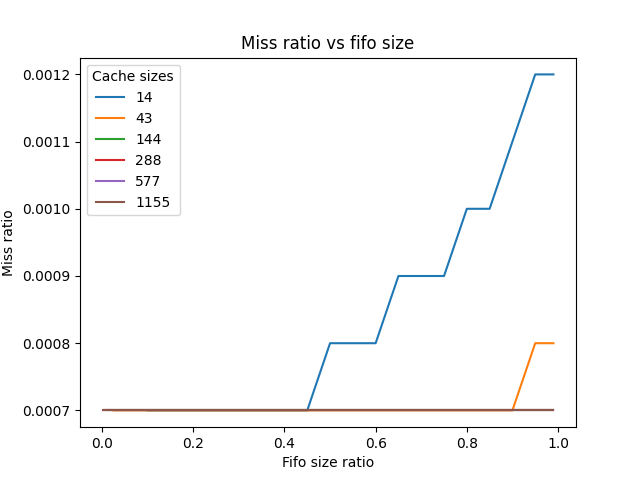 Miss ratio vs fifo size
Cache sizes
14
43
144
288
577
1155
0.0012
0.0011
0.0010
0.0009
0.0008
0.0007
Miss ratio
0.0 0.2 0.4 0.6 0.8 1.0
Fifo size ratio